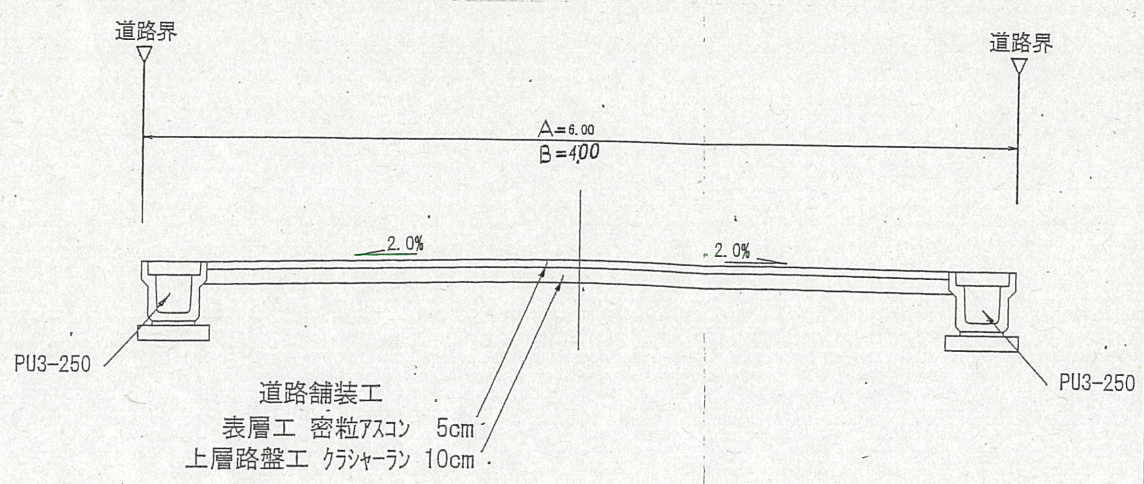 道路界
道路界
A=6.00
B=4.00
2.0%
2.0%
PU3-250
PU3-250
道路舗装工
表層工 密粒アスコン 5cm
上層路盤工 クラシャーラン 10cm